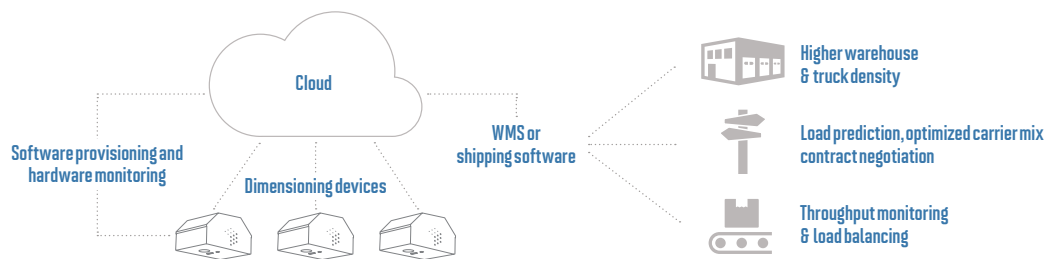 Cloud
Software provisioning and
hardware monitoring
Dimensioning devices
WMS or
shipping software
Higher warehouse
& truck density
Load prediction, optimized carrier mix
contract negotiation
Throughput monitoring
& load balancing